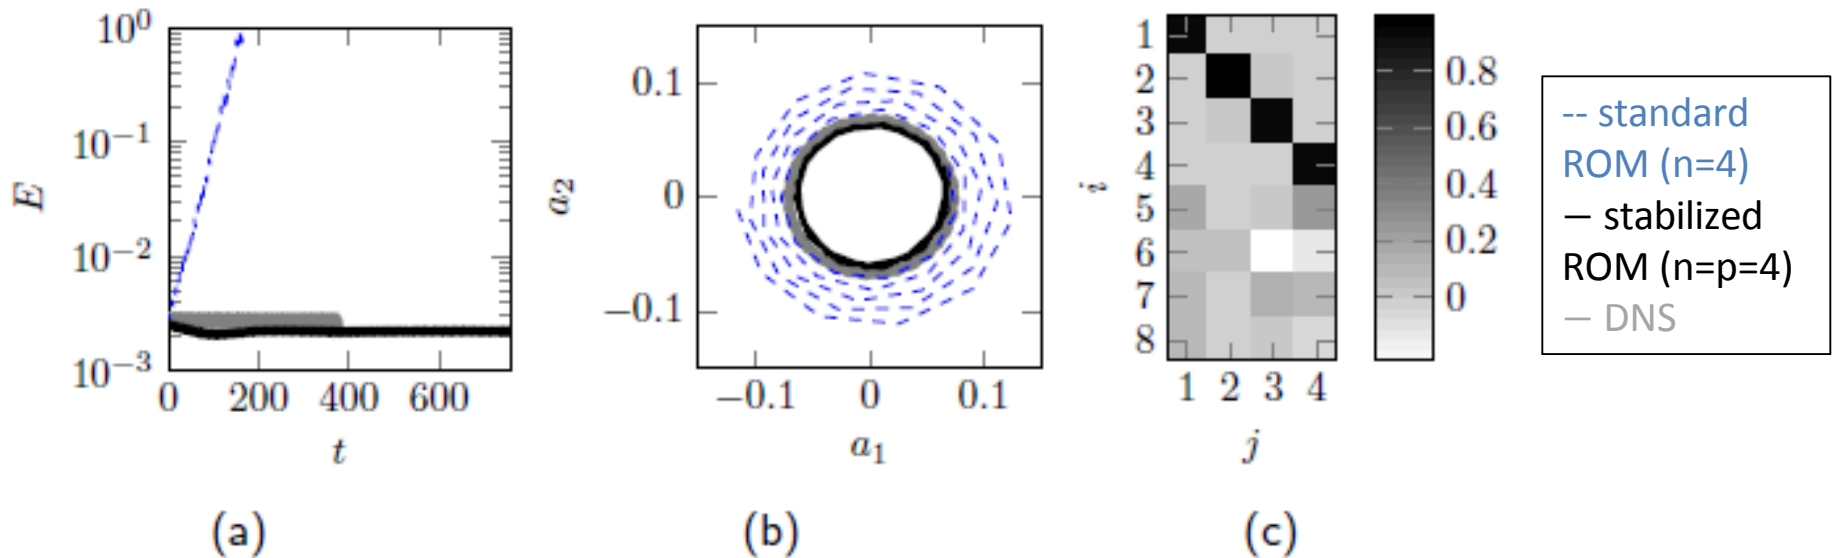 10^0
10^{-1}
10^{-2}
10^{-3}
E
0 200 400 600
t
(a)
0.1
0
−0.1
a_2
−0.1 0 0.1
a_1
(b)
1
2
3
4
5
6
7
8
i
1 2 3 4
j
(c)
0.8
0.6
0.4
0.2
0
-- standard
ROM (n=4)
— stabilized
ROM (n=p=4)
— DNS